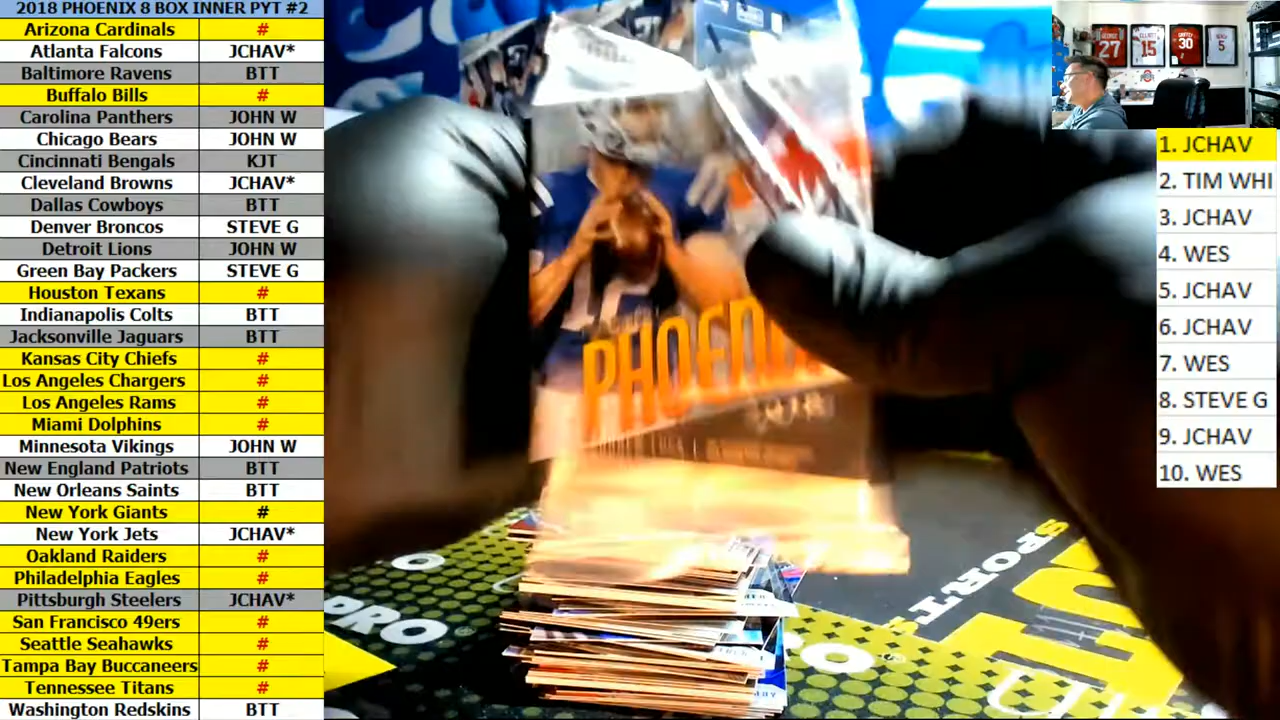 2018 PHOENIX 8 BOX INNER PYT #2
Arizona Cardinals #
Atlanta Falcons JCHAV*
Baltimore Ravens BTT
Buffalo Bills #
Carolina Panthers JOHN W
Chicago Bears JOHN W
Cincinnati Bengals KJT
Cleveland Browns JCHAV*
Dallas Cowboys BTT
Denver Broncos STEVE G
Detroit Lions JOHN W
Green Bay Packers STEVE G
Houston Texans #
Indianapolis Colts BTT
Jacksonville Jaguars BTT
Kansas City Chiefs #
Los Angeles Chargers #
Los Angeles Rams #
Miami Dolphins #
Minnesota Vikings JOHN W
New England Patriots BTT
New Orleans Saints BTT
New York Giants #
New York Jets JCHAV*
Oakland Raiders #
Philadelphia Eagles #
Pittsburgh Steelers JCHAV*
San Francisco 49ers #
Seattle Seahawks #
Tampa Bay Buccaneers #
Tennessee Titans #
Washington Redskins BTT
PRO
SPORTS
27
15
30
5
1. JCHAV
2. TIM WHI
3. JCHAV
4. WES
5. JCHAV
6. JCHAV
7. WES
8. STEVE G
9. JCHAV
10. WES